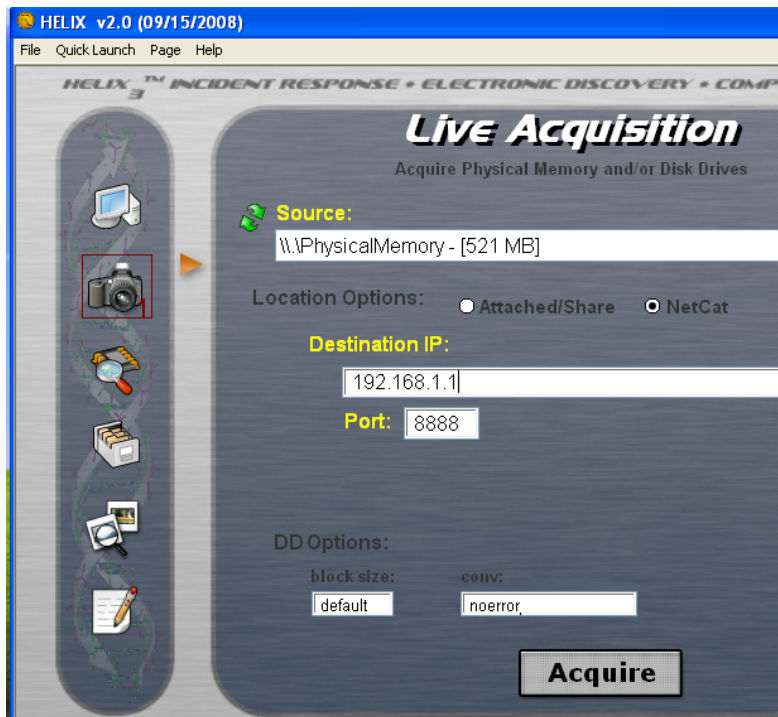 HELIX v2.0 (09/15/2008)
File Quick Launch Page Help
HELIX3™ INCIDENT RESPONSE • ELECTRONIC DISCOVERY • COMP
Live Acquisition
Acquire Physical Memory and/or Disk Drives
Source:
\\.\PhysicalMemory - [521 MB]
Location Options: Attached/Share NetCat
Destination IP:
192.168.1.1
Port: 8888
DD Options:
block size: conv:
default noerror,
Acquire